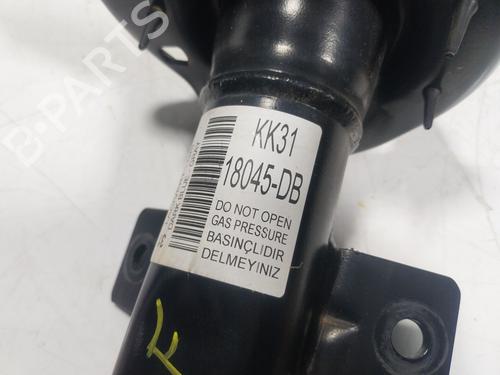 B-PARTS
KK31
18045-DB
DO NOT OPEN
GAS PRESSURE
BASINÇLIDIR
DELMEYINIZ